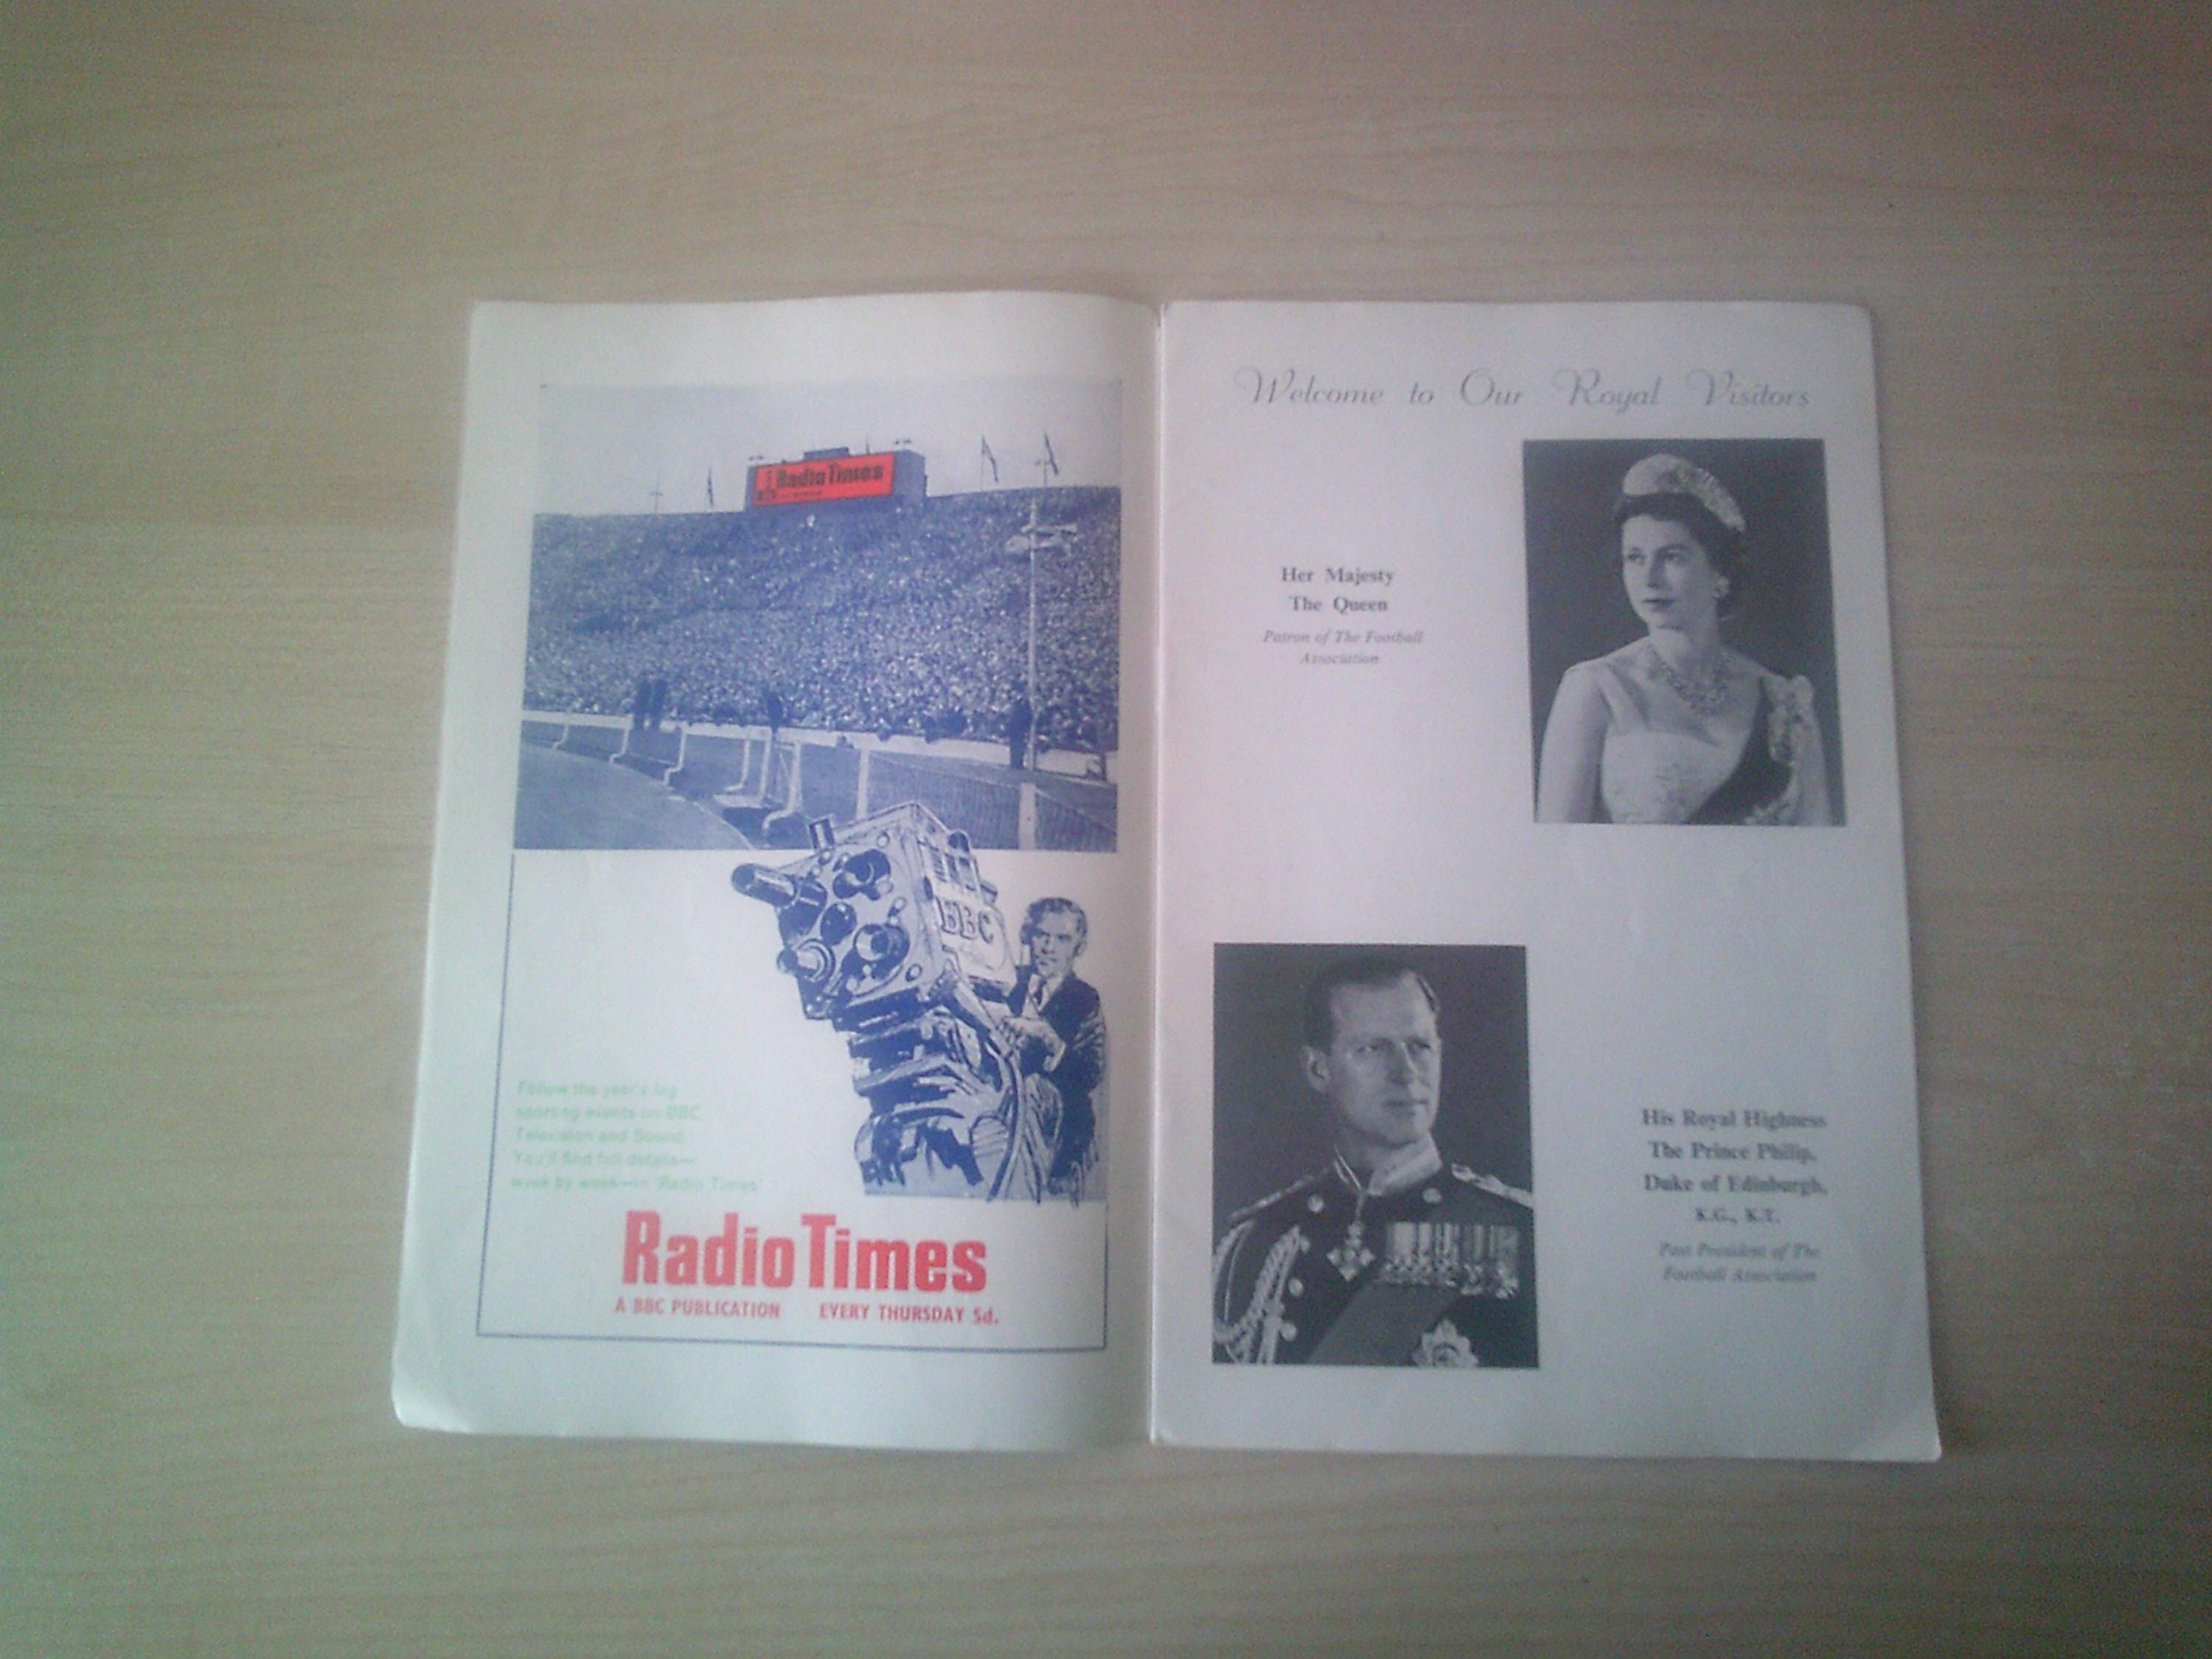 Radio Times
BBC
Follow the year's big
sporting events on BBC
Television and Sound.
You'll find full details—
week by week—in 'Radio Times'
Radio Times
A BBC PUBLICATION EVERY THURSDAY 5d.
Welcome to Our Royal Visitors
Her Majesty
The Queen
Patron of The Football
Association
His Royal Highness
The Prince Philip,
Duke of Edinburgh,
K.G., K.T.
Past President of The
Football Association